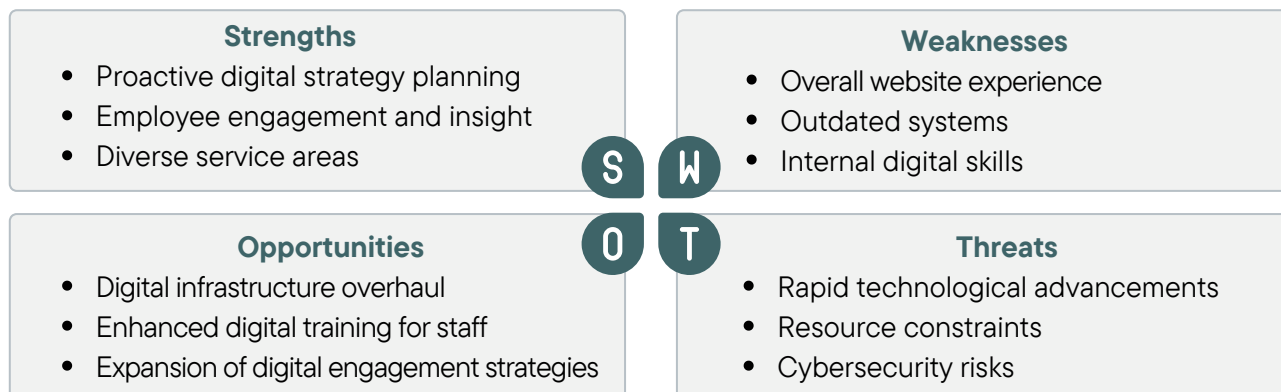 Strengths
• Proactive digital strategy planning
• Employee engagement and insight
• Diverse service areas
Weaknesses
• Overall website experience
• Outdated systems
• Internal digital skills
S W
O T
Opportunities
• Digital infrastructure overhaul
• Enhanced digital training for staff
• Expansion of digital engagement strategies
Threats
• Rapid technological advancements
• Resource constraints
• Cybersecurity risks